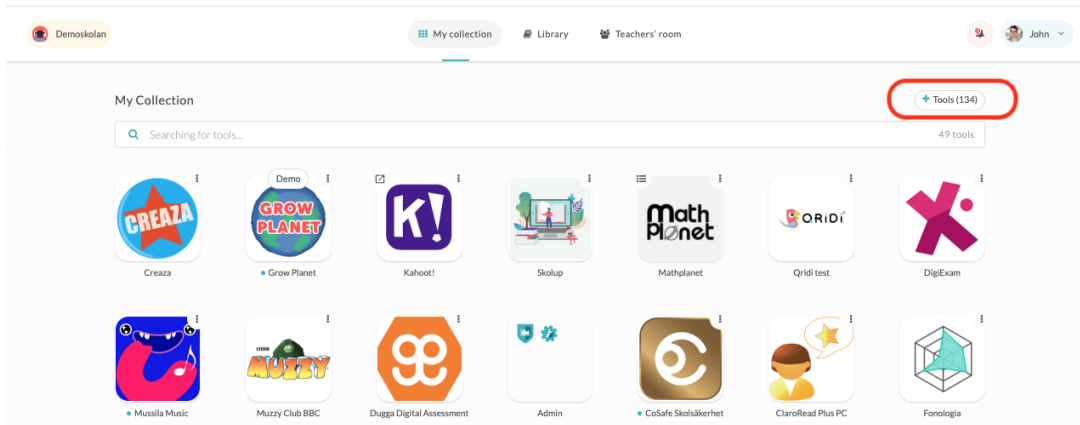 Demoskolan
My collection
Library
Teachers' room
John
My Collection
+ Tools (134)
Searching for tools...
49 tools
CREAZA
Creaza
Demo
GROW
PLANET
Grow Planet
K!
Kahoot!
Skolup
Math
Planet
Mathplanet
QRiDi
Qridi test
DigiExam
Mussila Music
MUZZY
Muzzy Club BBC
Dugga Digital Assessment
Admin
CoSafe Skolsäkerhet
ClaroRead Plus PC
Fonologia